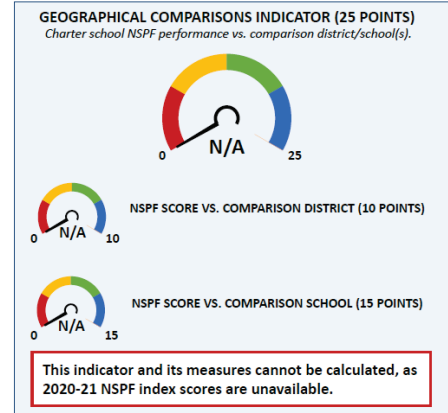 GEOGRAPHICAL COMPARISONS INDICATOR (25 POINTS)
Charter school NSPF performance vs. comparison district/school(s).
0
N/A
25
NSPF SCORE VS. COMPARISON DISTRICT (10 POINTS)
0
N/A
10
NSPF SCORE VS. COMPARISON SCHOOL (15 POINTS)
0
N/A
15
This indicator and its measures cannot be calculated, as
2020-21 NSPF index scores are unavailable.